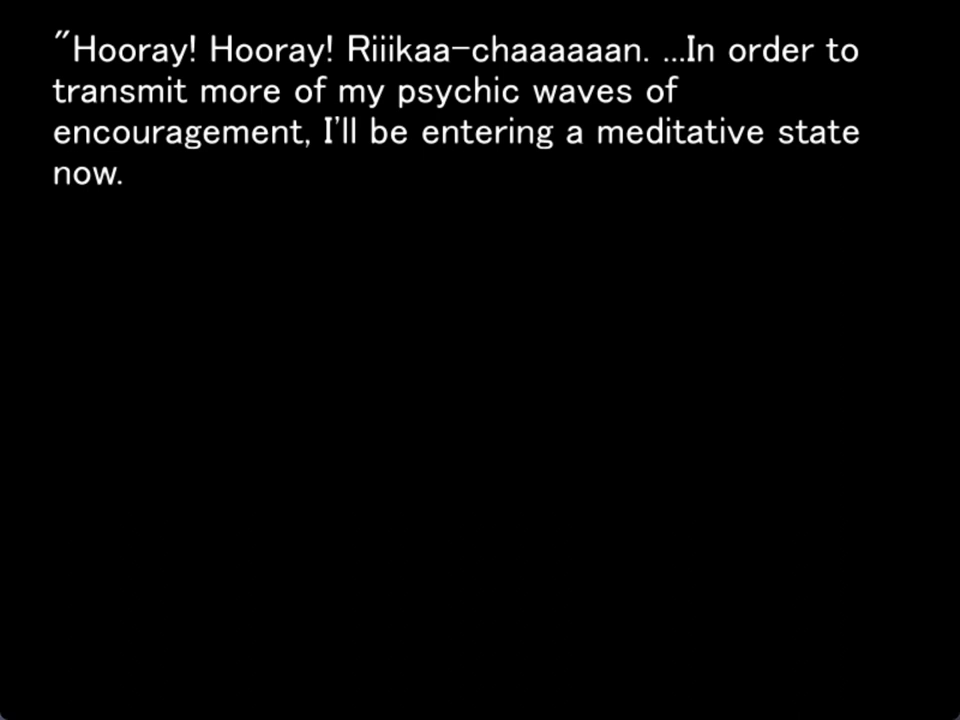 "Hooray! Hooray! Riiikaa-chaaaaaan. ...In order to
transmit more of my psychic waves of
encouragement, I'll be entering a meditative state
now.